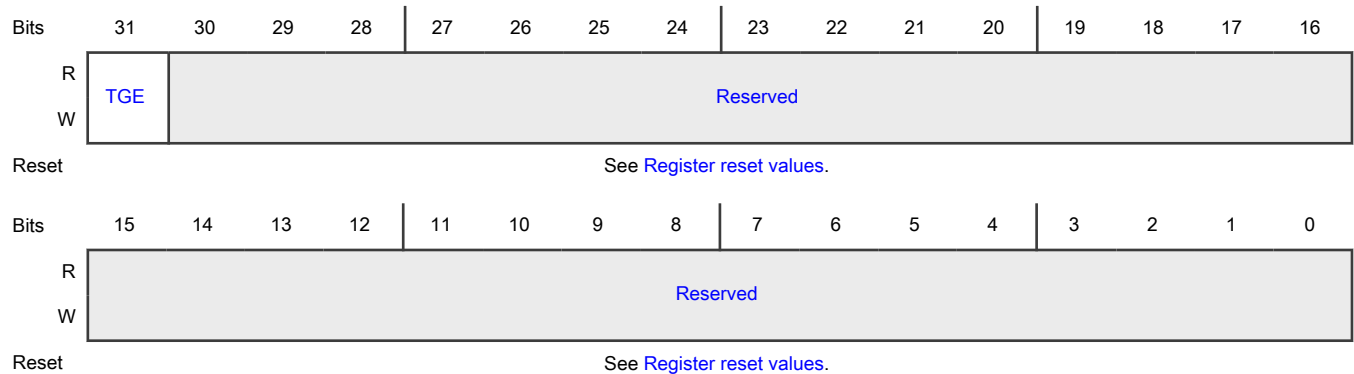 Bits 31 30 29 28 27 26 25 24 23 22 21 20 19 18 17 16
R
TGE Reserved
W
Reset See Register reset values.
Bits 15 14 13 12 11 10 9 8 7 6 5 4 3 2 1 0
R
Reserved
W
Reset See Register reset values.